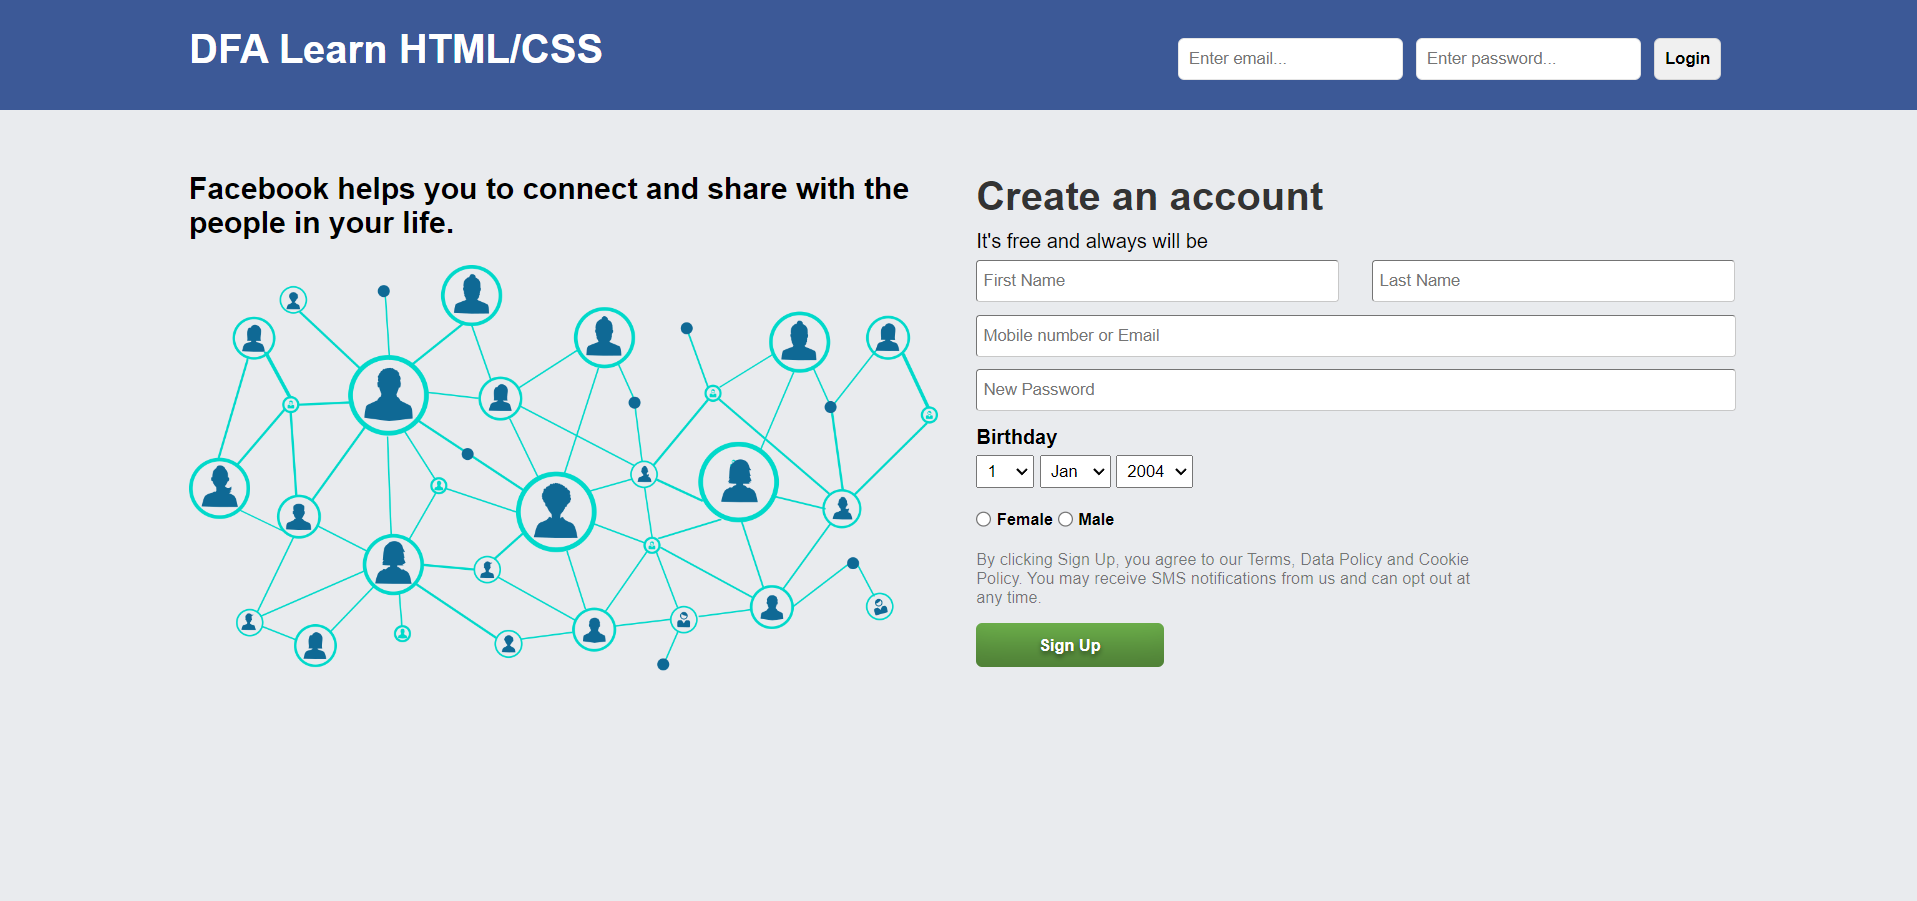 DFA Learn HTML/CSS
Enter email... Enter password... Login
Facebook helps you to connect and share with the
people in your life.
Create an account
It's free and always will be
First Name Last Name
Mobile number or Email
New Password
Birthday
1 Jan 2004
Female Male
By clicking Sign Up, you agree to our Terms, Data Policy and Cookie
Policy. You may receive SMS notifications from us and can opt out at
any time.
Sign Up